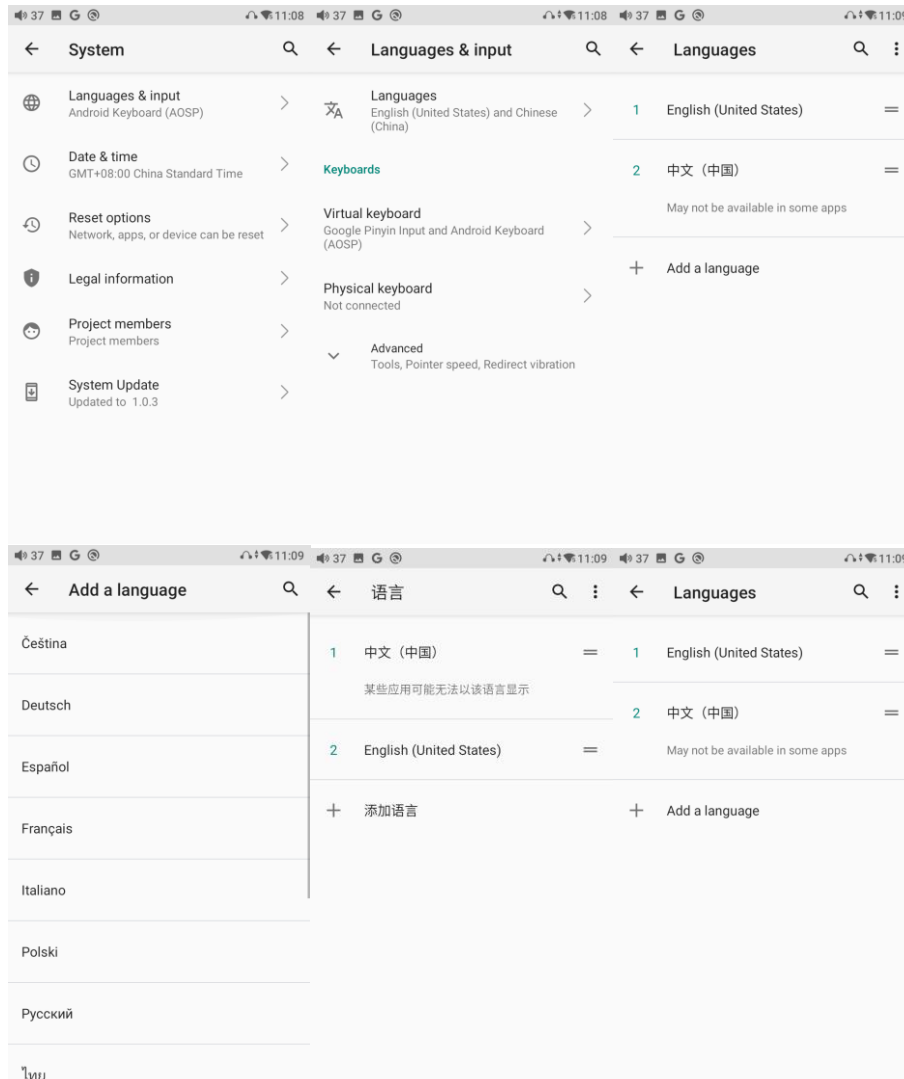 37 G 11:08
System
Languages & input
Android Keyboard (AOSP)
Date & time
GMT+08:00 China Standard Time
Reset options
Network, apps, or device can be reset
Legal information
Project members
Project members
System Update
Updated to 1.0.3
37 G 11:08
Languages & input
Languages
English (United States) and Chinese
(China)
Keyboards
Virtual keyboard
Google Pinyin Input and Android Keyboard
(AOSP)
Physical keyboard
Not connected
Advanced
Tools, Pointer speed, Redirect vibration
37 G 11:09
Languages
1 English (United States)
2 中文（中国）
May not be available in some apps
Add a language
37 G 11:09
Add a language
Čeština
Deutsch
Español
Français
Italiano
Polski
Русский
ไทย
37 G 11:09
语言
1 中文（中国）
某些应用可能无法以该语言显示
2 English (United States)
添加语言
37 G 11:09
Languages
1 English (United States)
2 中文（中国）
May not be available in some apps
Add a language